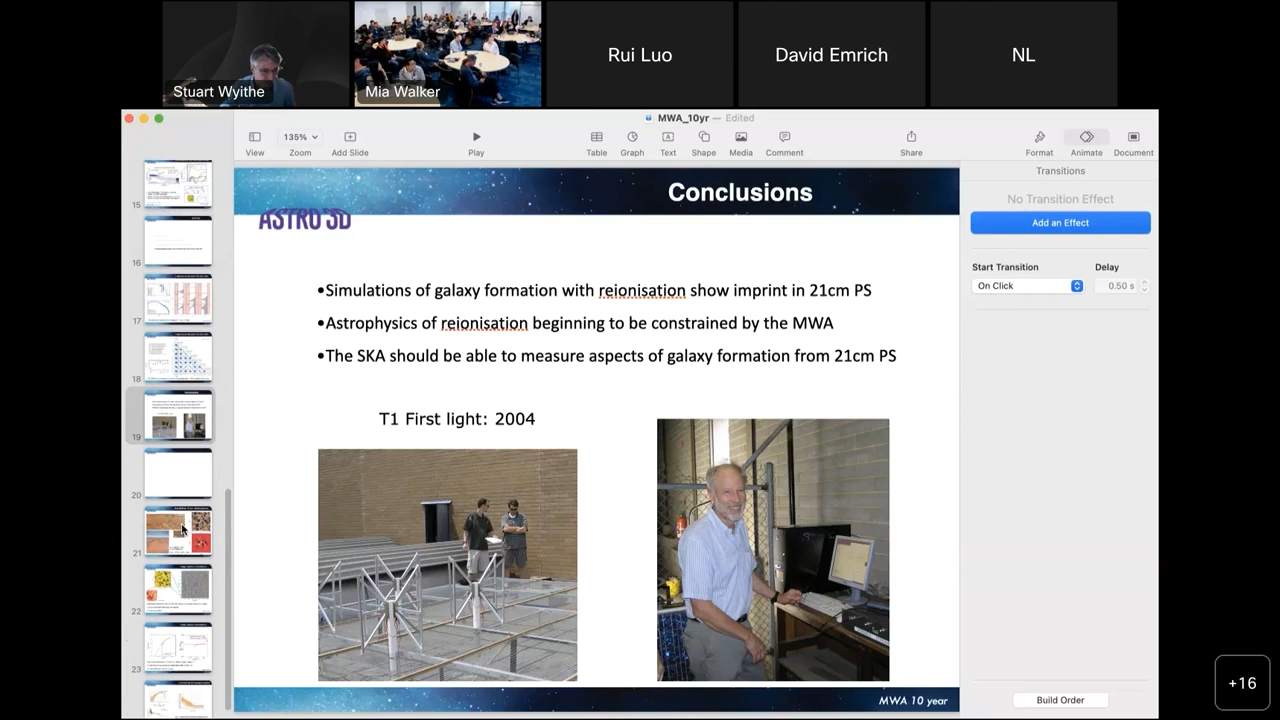 Stuart Wyithe
Mia Walker
Rui Luo
David Emrich
NL
MWA_10yr — Edited
135%
View
Zoom
Add Slide
Play
Table
Graph
Text
Shape
Media
Comment
Share
Format
Animate
Document
Transitions
No Transition Effect
Add an Effect
Start Transition
Delay
On Click
0.50 s
Build Order
15
16
17
18
19
20
21
22
23
Conclusions
ASTRO 3D
•Simulations of galaxy formation with reionisation show imprint in 21cm PS
•Astrophysics of reionisation beginning to be constrained by the MWA
•The SKA should be able to measure aspects of galaxy formation from 21cm PS
T1 First light: 2004
MWA 10 year
+16